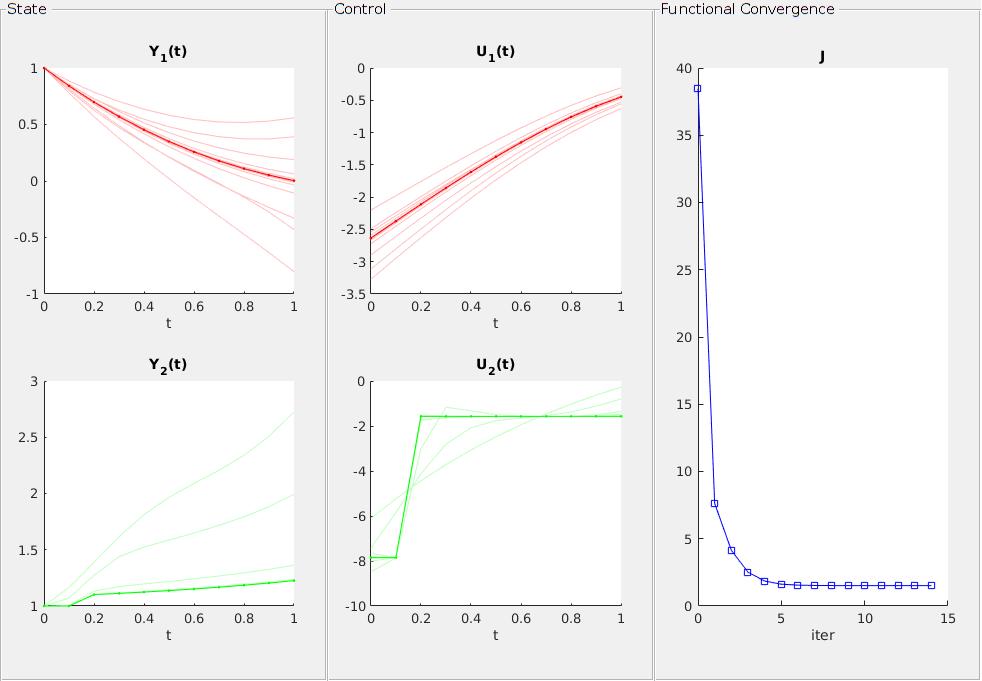 State
Control
Functional Convergence
Y1(t)
1
0.5
0
-0.5
-1
0 0.2 0.4 0.6 0.8 1
t
U1(t)
0
-0.5
-1
-1.5
-2
-2.5
-3
-3.5
0 0.2 0.4 0.6 0.8 1
t
Y2(t)
3
2.5
2
1.5
1
0 0.2 0.4 0.6 0.8 1
t
U2(t)
0
-2
-4
-6
-8
-10
0 0.2 0.4 0.6 0.8 1
t
J
40
35
30
25
20
15
10
5
0
0 5 10 15
iter